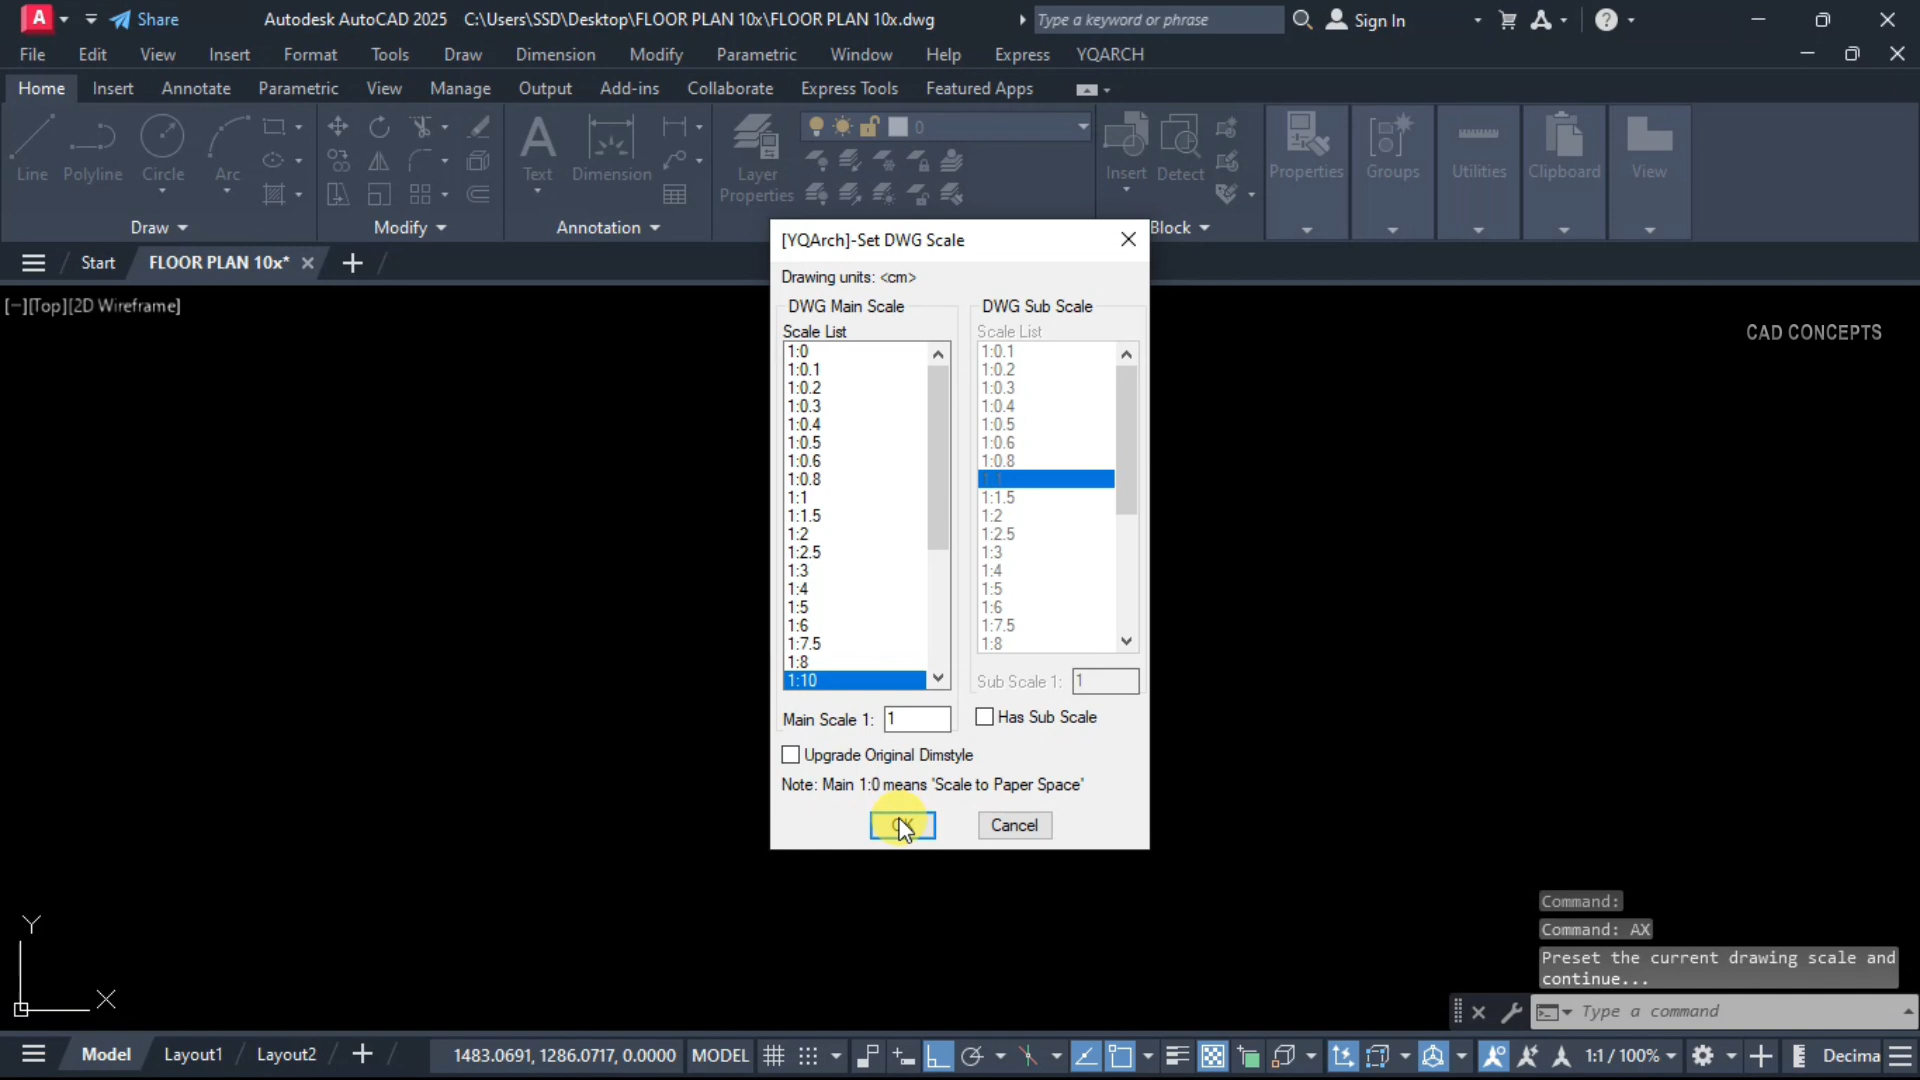 A Share Autodesk AutoCAD 2025 C:\Users\SSD\Desktop\FLOOR PLAN 10x\FLOOR PLAN 10x.dwg Type a keyword or phrase Sign In
File Edit View Insert Format Tools Draw Dimension Modify Parametric Window Help Express YQARCH
Home Insert Annotate Parametric View Manage Output Add-ins Collaborate Express Tools Featured Apps
0
Line Polyline Circle Arc Text Dimension Layer Properties Insert Detect Properties Groups Utilities Clipboard View
Draw Modify Annotation Block
Start FLOOR PLAN 10x* 
[–][Top][2D Wireframe]
CAD CONCEPTS
[YQArch]-Set DWG Scale
Drawing units: <cm>
DWG Main Scale
Scale List
1:0
1:0.1
1:0.2
1:0.3
1:0.4
1:0.5
1:0.6
1:0.8
1:1
1:1.5
1:2
1:2.5
1:3
1:4
1:5
1:6
1:7.5
1:8
1:10
Main Scale 1: 1
DWG Sub Scale
Scale List
1:0.1
1:0.2
1:0.3
1:0.4
1:0.5
1:0.6
1:0.8
1:1
1:1.5
1:2
1:2.5
1:3
1:4
1:5
1:6
1:7.5
1:8
Sub Scale 1: 1
Has Sub Scale
Upgrade Original Dimstyle
Note: Main 1:0 means 'Scale to Paper Space'
OK Cancel
Y
X
Command:
Command: AX
Preset the current drawing scale and
continue...
Type a command
Model Layout1 Layout2 1483.0691, 1286.0717, 0.0000 MODEL 1:1 / 100% Decima